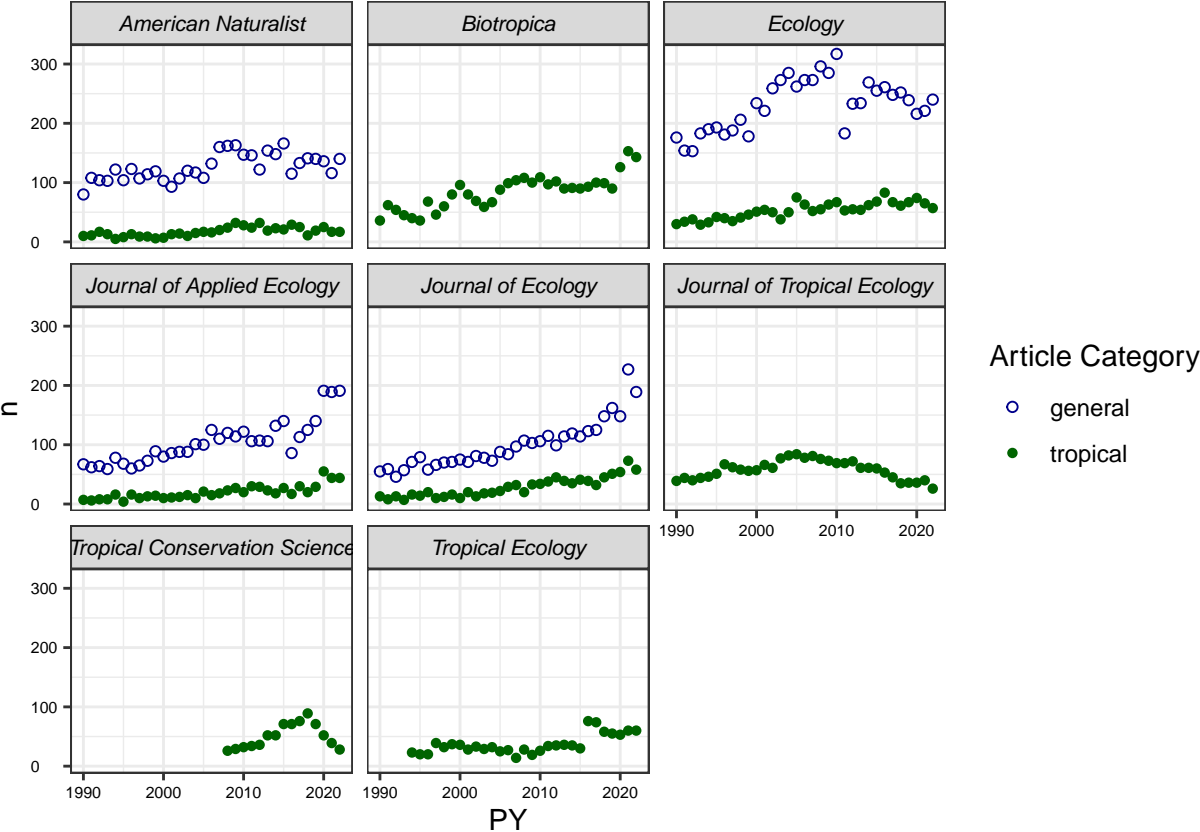 American Naturalist
Biotropica
Ecology
300
200
100
0
Journal of Applied Ecology
Journal of Ecology
Journal of Tropical Ecology
300
200
100
0
n
1990
2000
2010
2020
Tropical Conservation Science
Tropical Ecology
300
200
100
0
1990
2000
2010
2020
1990
2000
2010
2020
PY
Article Category
general
tropical